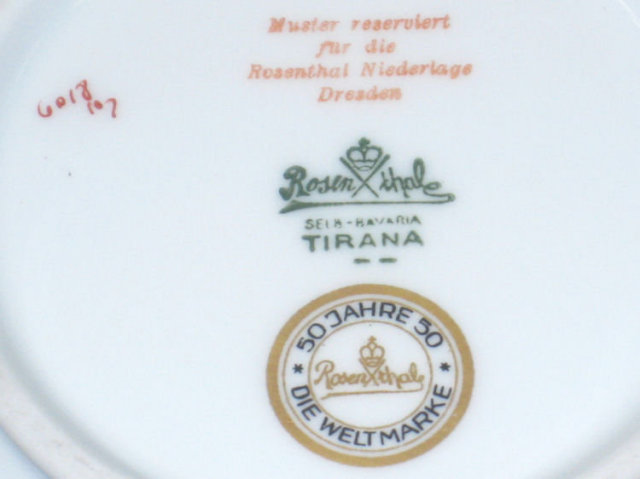 Muster reserviert
für die
Rosenthal Niederlage
Dresden
6018
107
Rosenthal
SELB-BAVARIA
TIRANA
50 JAHRE 50
Rosenthal
* DIE WELTMARKE *